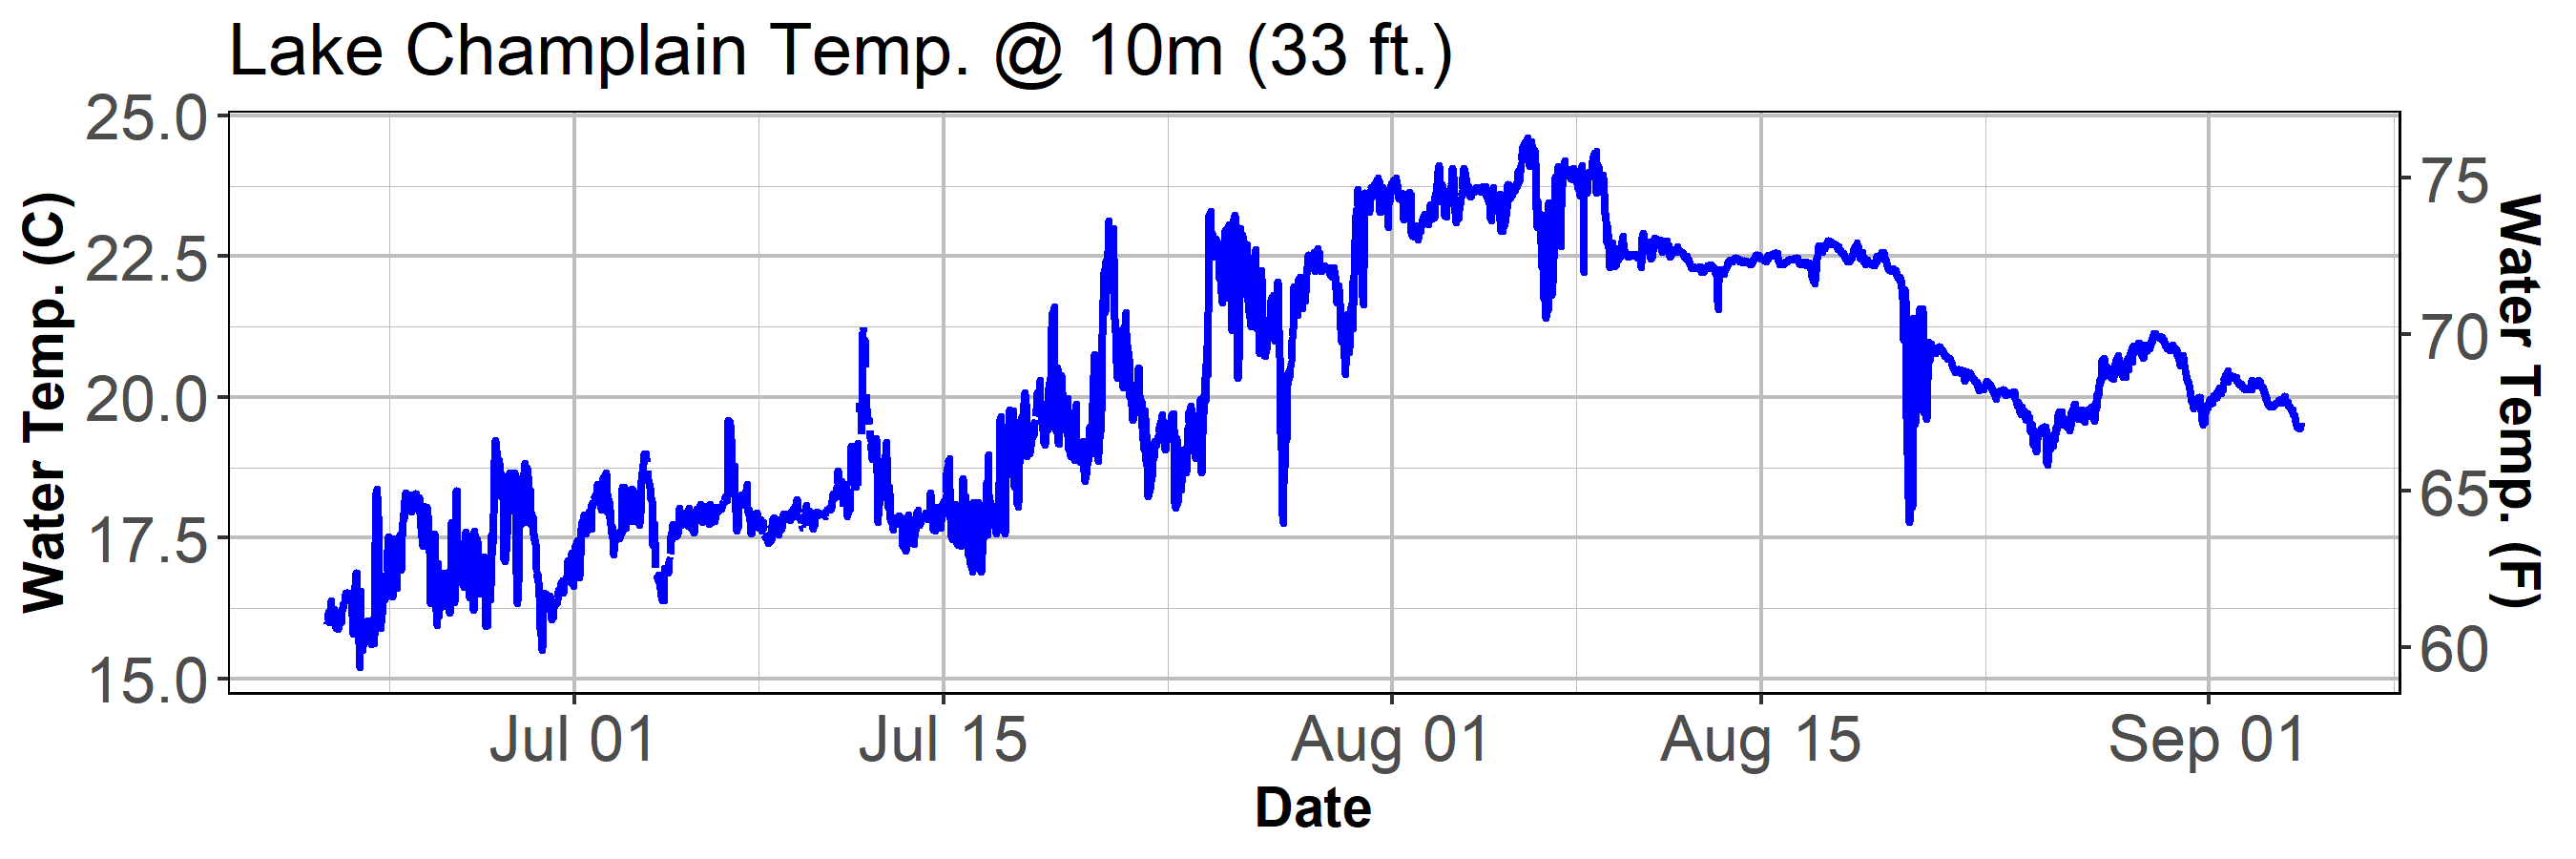 Lake Champlain Temp. @ 10m (33 ft.)
Water Temp. (C)
25.0
22.5
20.0
17.5
15.0
75
70
65
60
Water Temp. (F)
Jul 01
Jul 15
Aug 01
Aug 15
Sep 01
Date